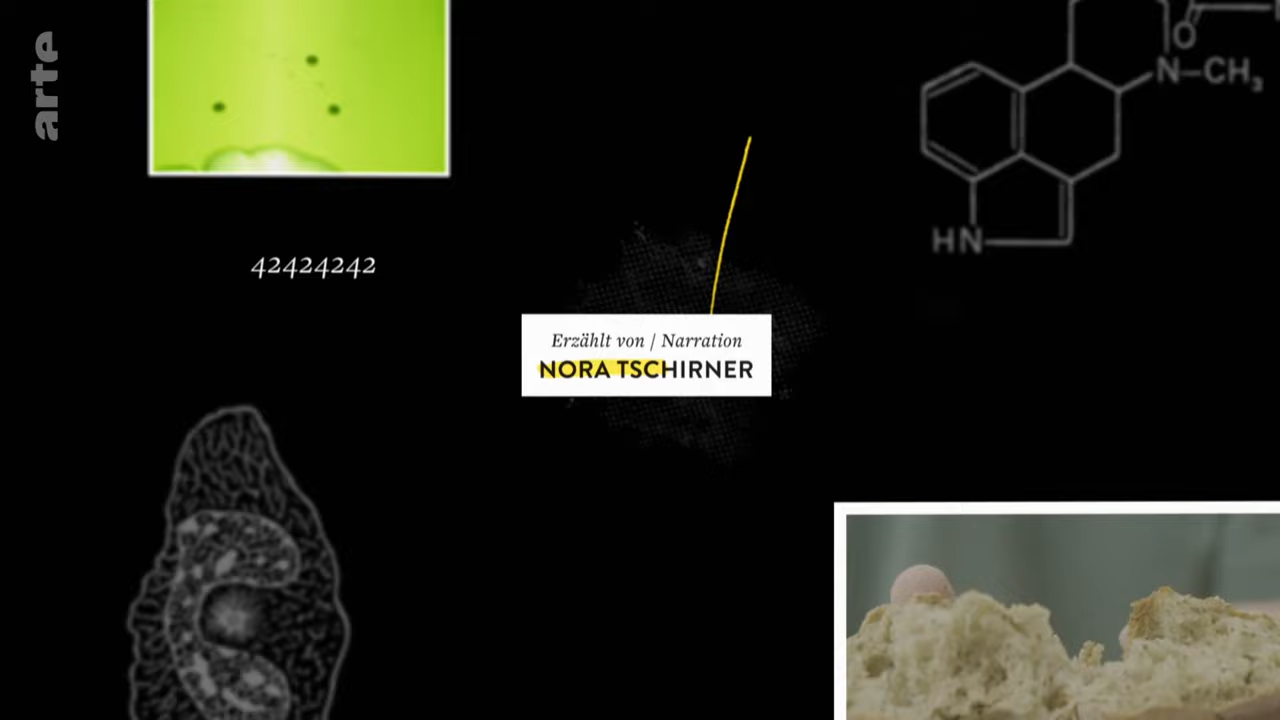 arte
O
N–CH₃
HN
42424242
Erzählt von | Narration
NORA TSCHIRNER